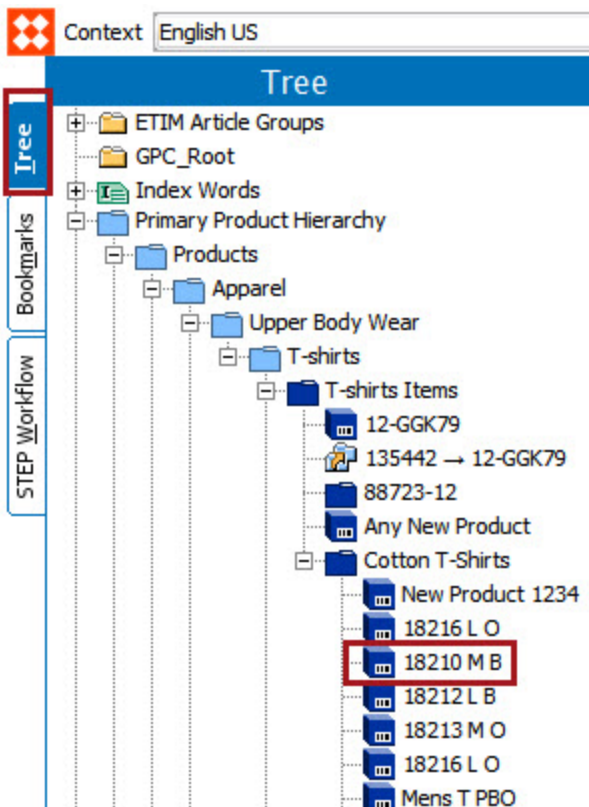 Context English US
Tree
Tree
Bookmarks
STEP Workflow
ETIM Article Groups
GPC_Root
Index Words
Primary Product Hierarchy
Products
Apparel
Upper Body Wear
T-shirts
T-shirts Items
12-GGK79
135442 → 12-GGK79
88723-12
Any New Product
Cotton T-Shirts
New Product 1234
18216 L O
18210 M B
18212 L B
18213 M O
18216 L O
Mens T PBO